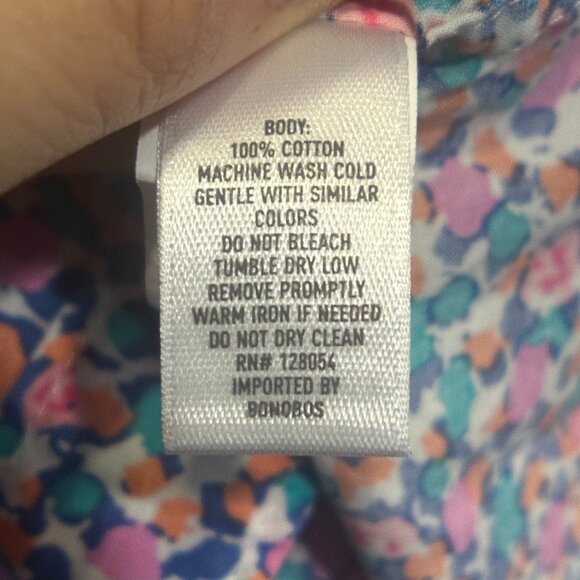 BODY:
100% COTTON
MACHINE WASH COLD
GENTLE WITH SIMILAR
COLORS
DO NOT BLEACH
TUMBLE DRY LOW
REMOVE PROMPTLY
WARM IRON IF NEEDED
DO NOT DRY CLEAN
RN# 128054
IMPORTED BY
BONOBOS